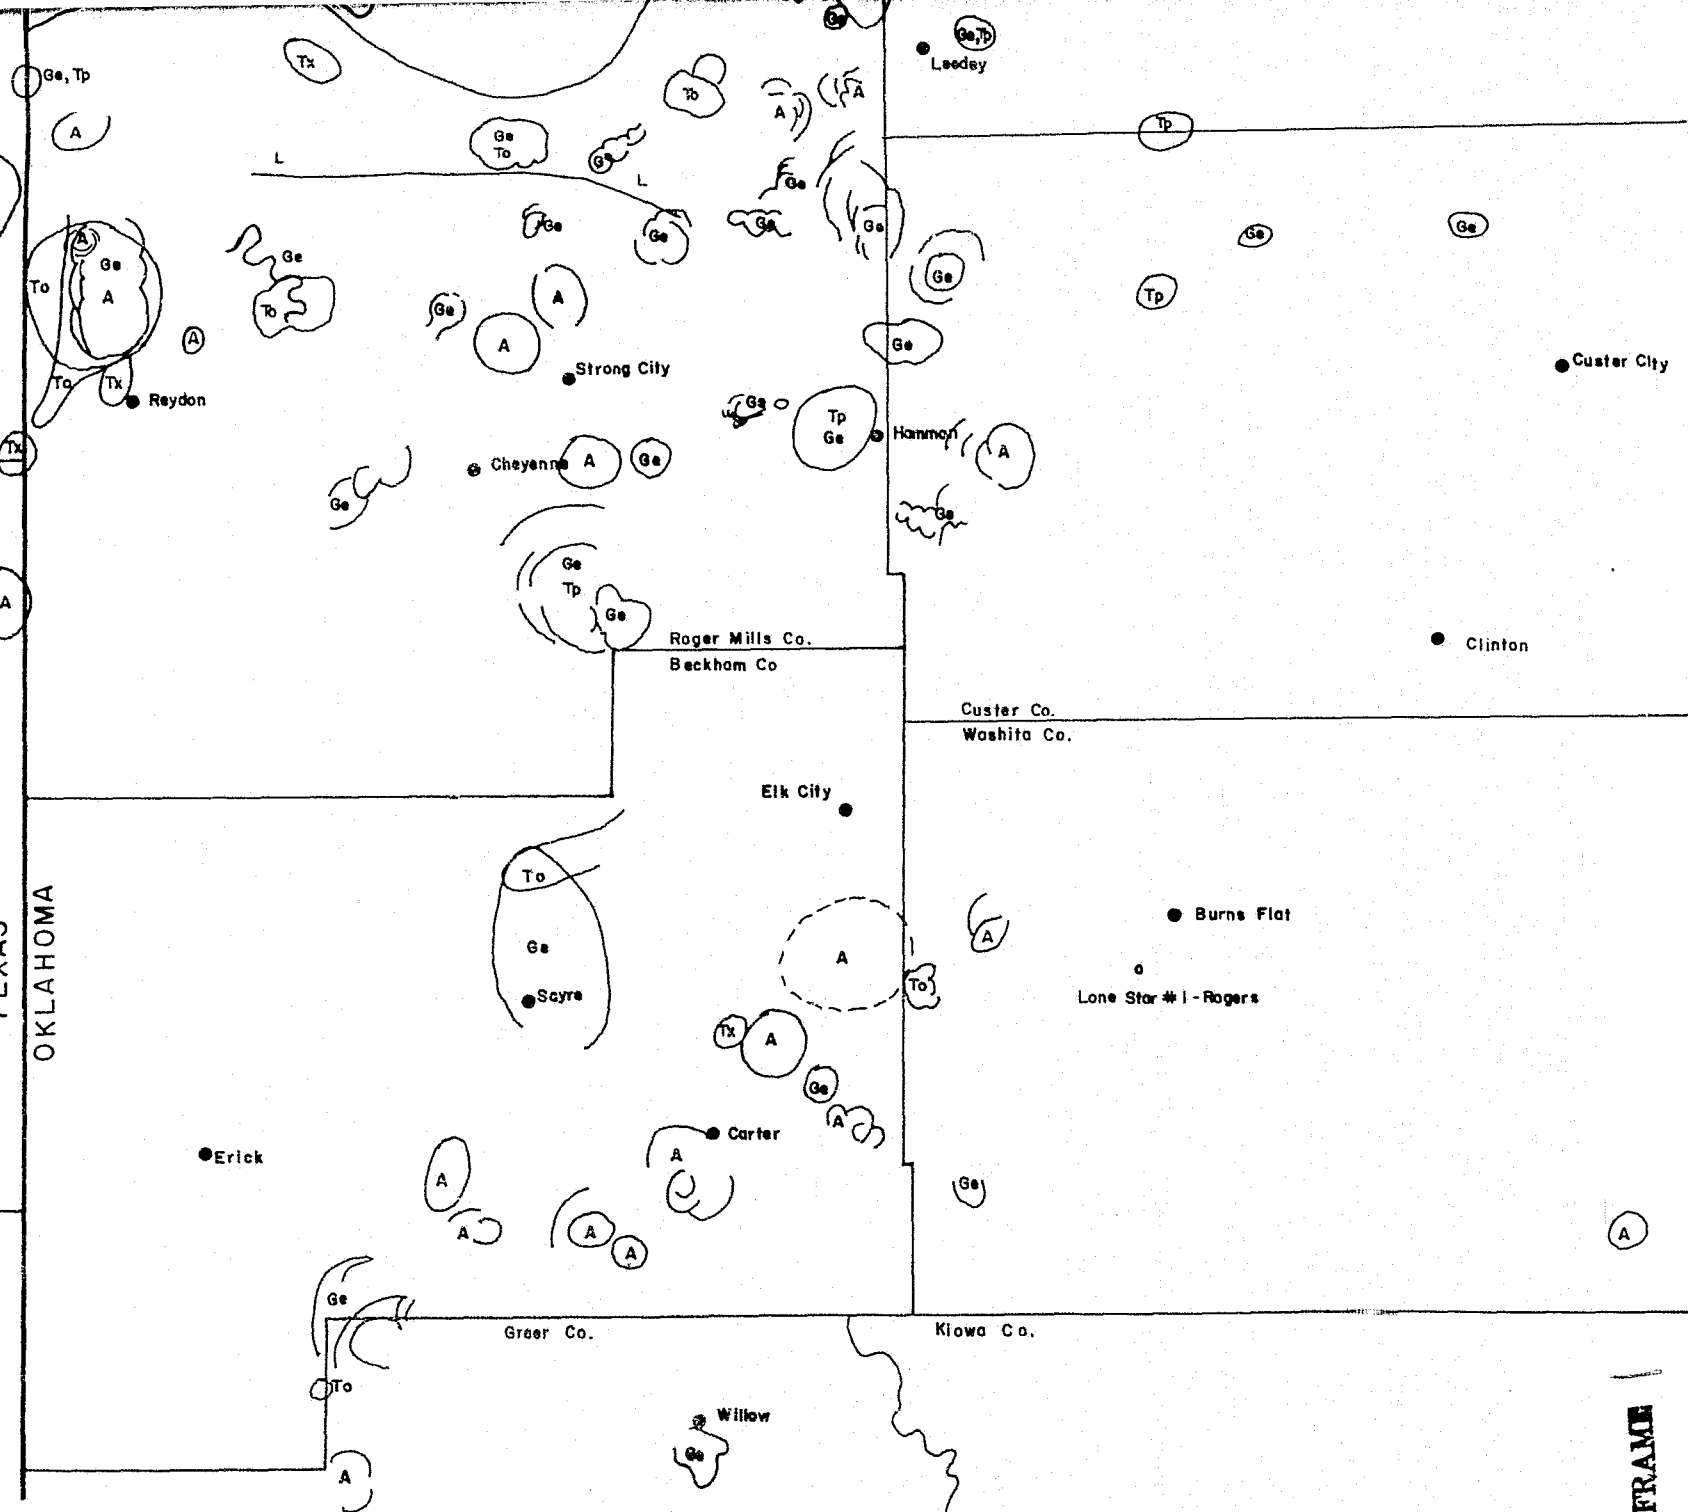 Ge
Ge,Tp
Leedey
Tx
Ge, Tp
To
A
A
A
Tp
Ge
To
Ge
L
L
Ge
Ge
Ge
Ge
Ge
Ge
Ge
A
Ge
To
A
Ge
To
Ge
Tp
A
Ge
A
A
Ge
Strong City
Custer City
To
Tx
Reydon
Ge
Tp
Ge
Hammon
A
Tx
Cheyenne
A
Ge
Ge
Ge
Ge
Tp
Ge
A
Roger Mills Co.
Beckham Co
Clinton
Custer Co.
Washita Co.
Elk City
To
Ge
Sayre
A
A
To
Burns Flat
Lone Star # 1 - Rogers
TEXAS
OKLAHOMA
Tx
A
Ge
A
Carter
A
Erick
A
A
A
A
Ge
A
Ge
Greer Co.
Kiowa Co.
To
Willow
Ge
A
FRAME